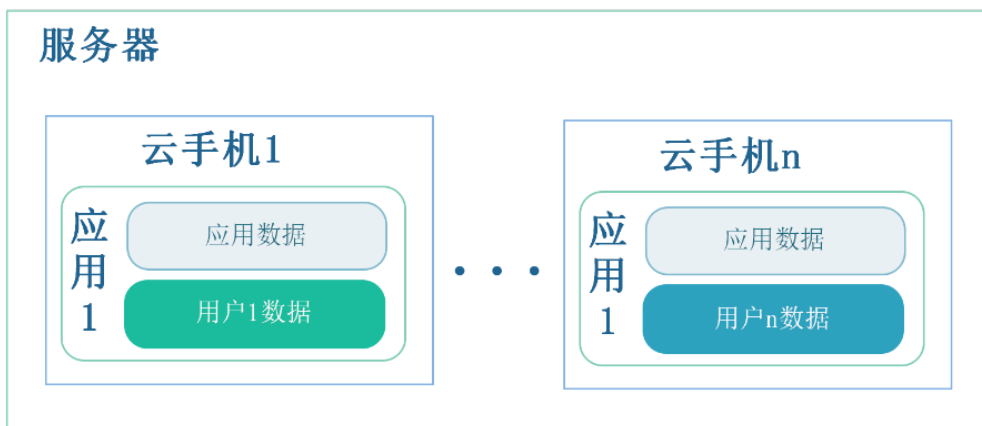 服务器
云手机1
应用1
应用数据
用户1数据
···
云手机n
应用1
应用数据
用户n数据